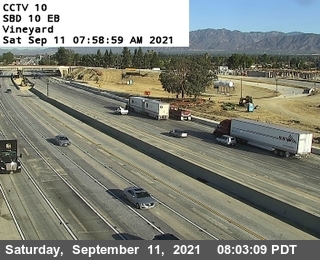 CCTV 10
SBD 10 EB
Vineyard
Sat Sep 11 07:58:59 AM 2021
Saturday, September 11, 2021 08:03:09 PDT